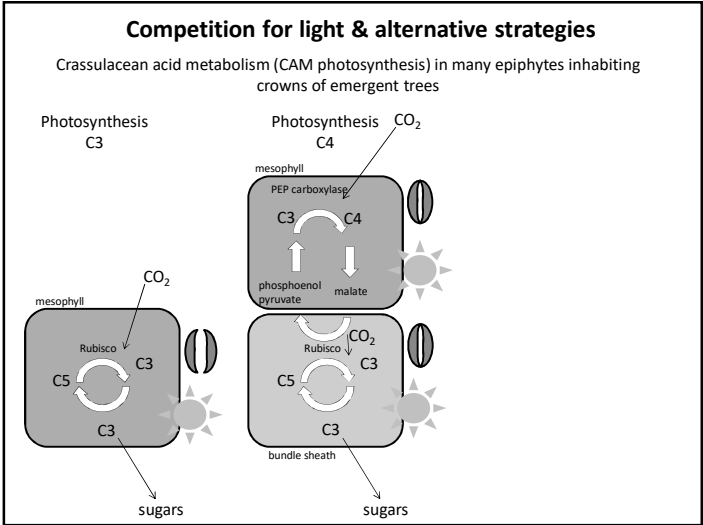 Competition for light & alternative strategies
Crassulacean acid metabolism (CAM photosynthesis) in many epiphytes inhabiting
crowns of emergent trees
Photosynthesis
C3
CO₂
mesophyll
Rubisco
C5
C3
C3
sugars
Photosynthesis
C4
CO₂
mesophyll
PEP carboxylase
C3
C4
phosphoenol
pyruvate
malate
CO₂
Rubisco
C5
C3
C3
bundle sheath
sugars